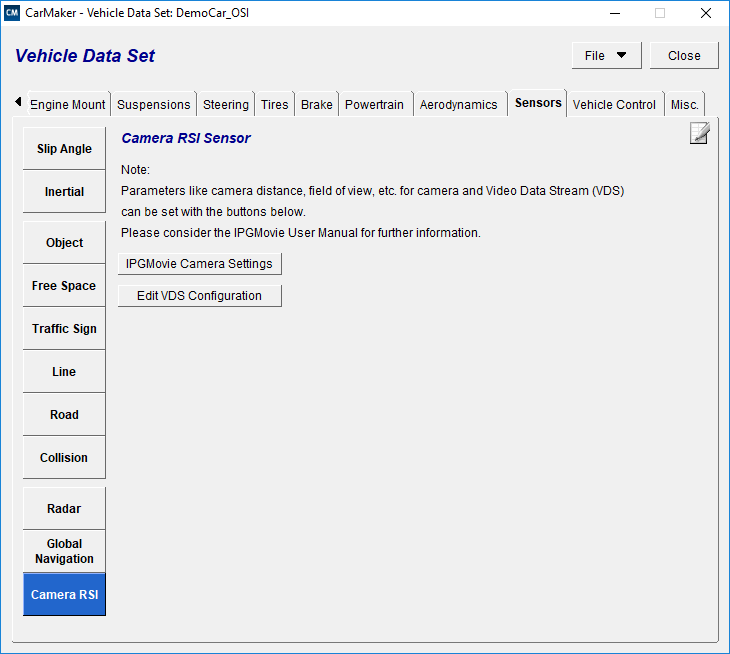 CM CarMaker - Vehicle Data Set: DemoCar_OSI
Vehicle Data Set
File Close
Engine Mount Suspensions Steering Tires Brake Powertrain Aerodynamics Sensors Vehicle Control Misc.
Slip Angle
Inertial
Object
Free Space
Traffic Sign
Line
Road
Collision
Radar
Global
Navigation
Camera RSI
Camera RSI Sensor
Note:
Parameters like camera distance, field of view, etc. for camera and Video Data Stream (VDS)
can be set with the buttons below.
Please consider the IPGMovie User Manual for further information.
IPGMovie Camera Settings
Edit VDS Configuration